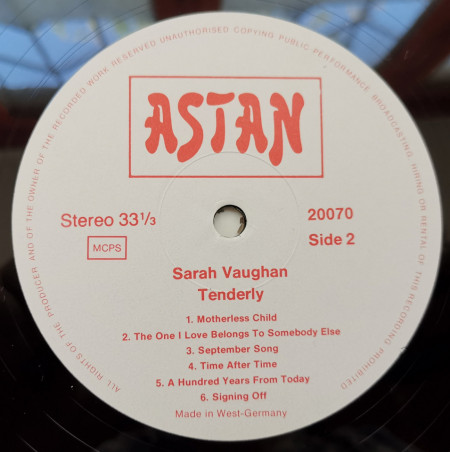 ALL RIGHTS OF THE PRODUCER AND OF THE OWNER OF THE RECORDED WORK RESERVED UNAUTHORISED COPYING PUBLIC PERFORMANCE BROADCASTING, HIRING OR RENTAL OF THIS RECORDING PROHIBITED
ASTAN
Stereo 33 1/3
20070
MCPS
Side 2
Sarah Vaughan
Tenderly
1. Motherless Child
2. The One I Love Belongs To Somebody Else
3. September Song
4. Time After Time
5. A Hundred Years From Today
6. Signing Off
Made in West-Germany